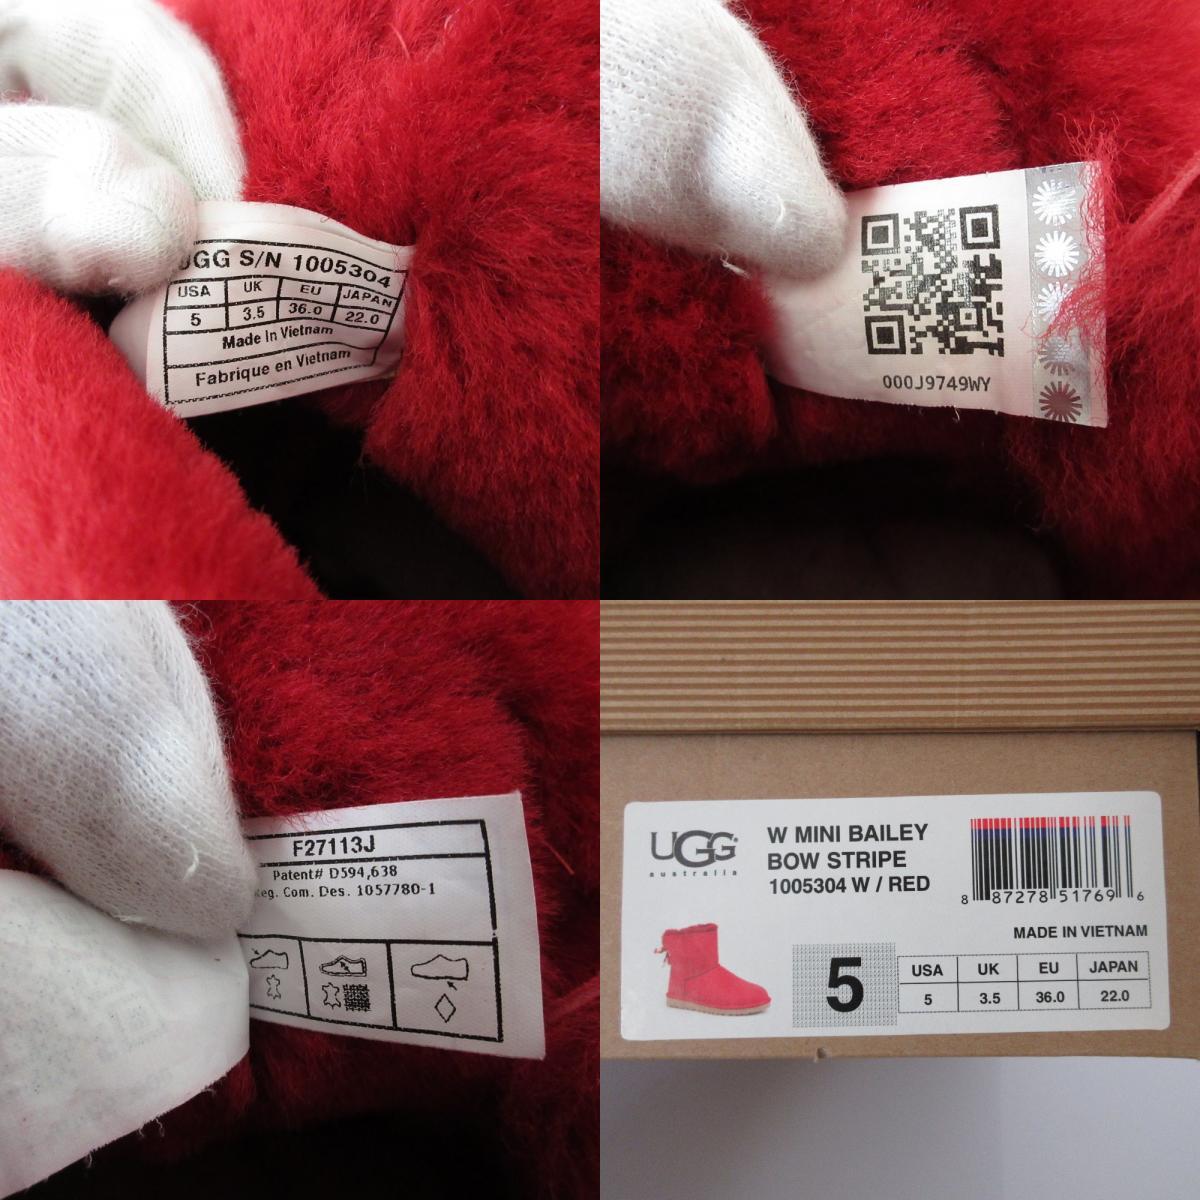 UGG S/N 1005304
USA UK EU JAPAN
5 3.5 36.0 22.0
Made in Vietnam
Fabrique en Vietnam
000J9749WY
F27113J
Patent# D594,638
Reg. Com. Des. 1057780-1
UGG
australia
W MINI BAILEY
BOW STRIPE
1005304 W / RED
8 87278 51769 6
MADE IN VIETNAM
5
USA UK EU JAPAN
5 3.5 36.0 22.0